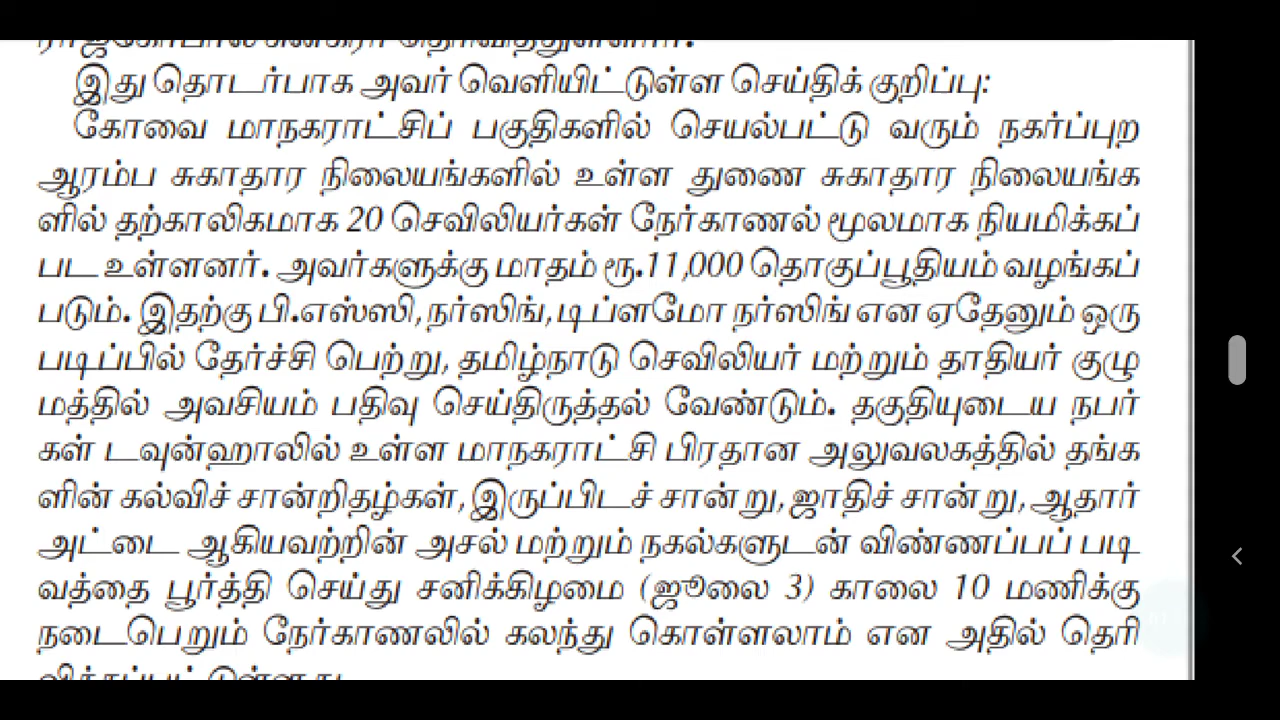 இது தொடர்பாக அவர் வெளியிட்டுள்ள செய்திக் குறிப்பு:
கோவை மாநகராட்சிப் பகுதிகளில் செயல்பட்டு வரும் நகர்ப்புற
ஆரம்ப சுகாதார நிலையங்களில் உள்ள துணை சுகாதார நிலையங்க
ளில் தற்காலிகமாக 20 செவிலியர்கள் நேர்காணல் மூலமாக நியமிக்கப்
பட உள்ளனர். அவர்களுக்கு மாதம் ரூ.11,000 தொகுப்பூதியம் வழங்கப்
படும். இதற்கு பி.எஸ்ஸி, நர்ஸிங், டிப்ளமோ நர்ஸிங் என ஏதேனும் ஒரு
படிப்பில் தேர்ச்சி பெற்று, தமிழ்நாடு செவிலியர் மற்றும் தாதியர் குழு
மத்தில் அவசியம் பதிவு செய்திருத்தல் வேண்டும். தகுதியுடைய நபர்
கள் டவுன்ஹாலில் உள்ள மாநகராட்சி பிரதான அலுவலகத்தில் தங்க
ளின் கல்விச் சான்றிதழ்கள், இருப்பிடச் சான்று, ஜாதிச் சான்று, ஆதார்
அட்டை ஆகியவற்றின் அசல் மற்றும் நகல்களுடன் விண்ணப்பப் படி
வத்தை பூர்த்தி செய்து சனிக்கிழமை (ஜூலை 3) காலை 10 மணிக்கு
நடைபெறும் நேர்காணலில் கலந்து கொள்ளலாம் என அதில் தெரி